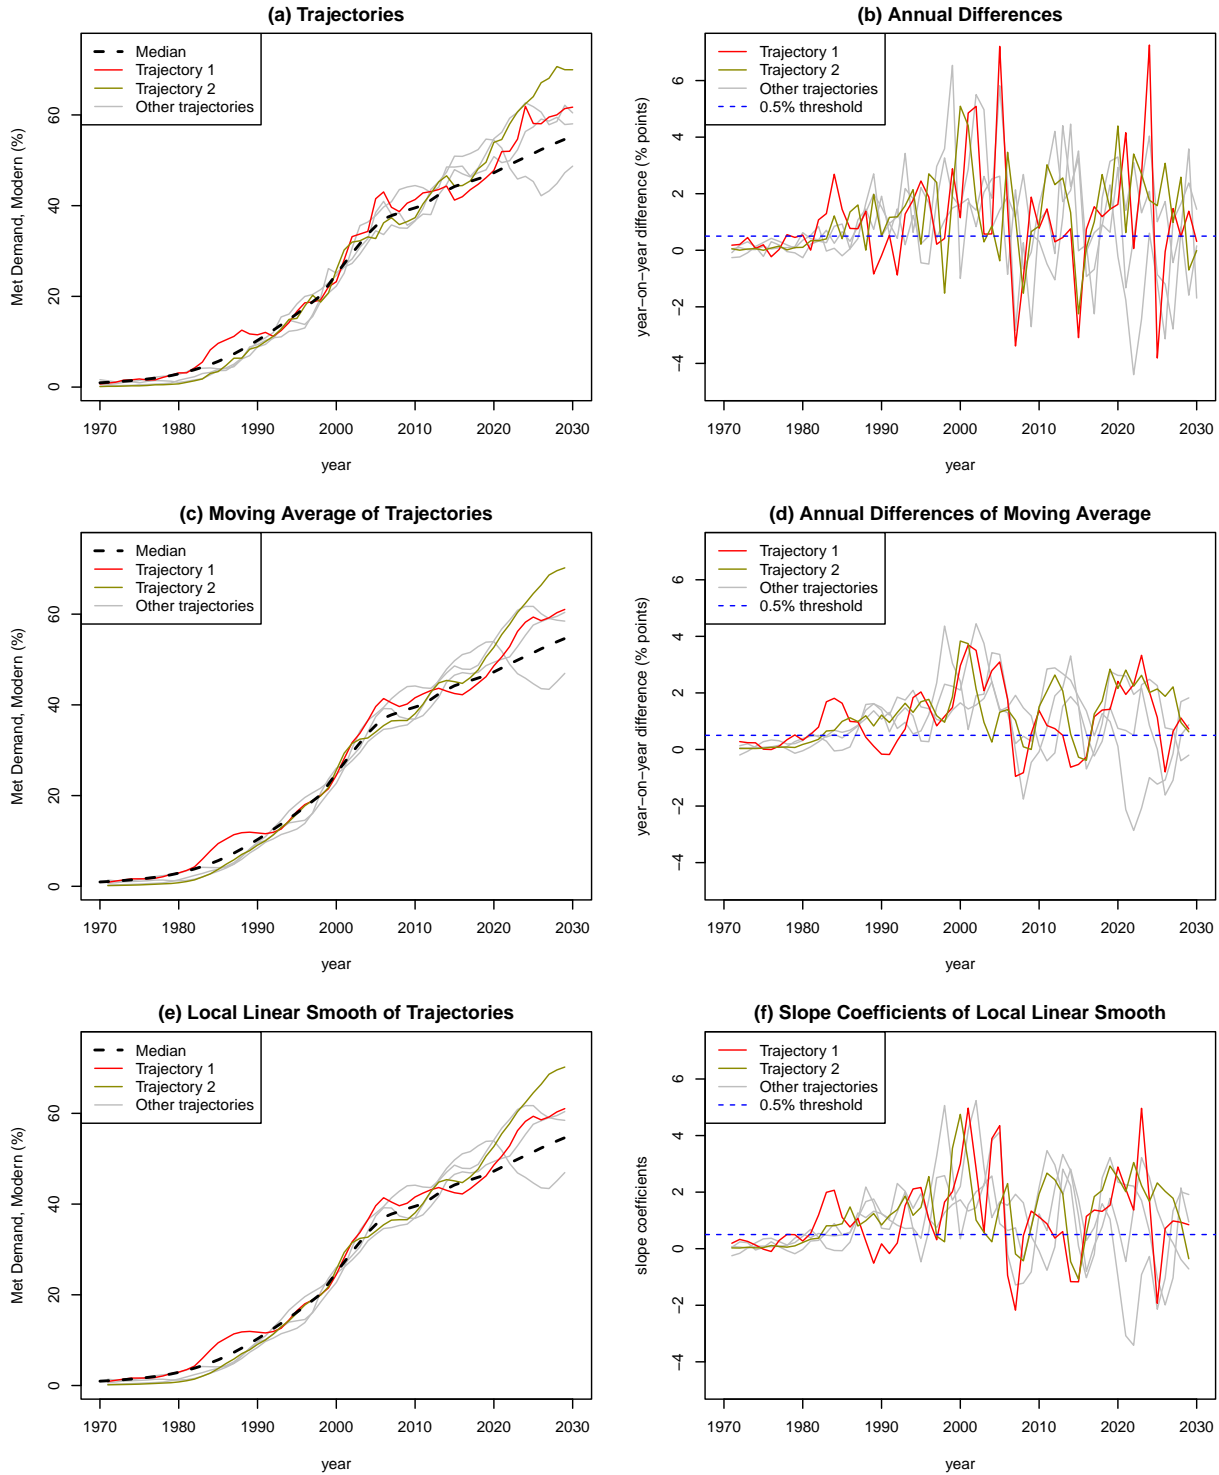 (a) Trajectories
Median
Trajectory 1
Trajectory 2
Other trajectories
Met Demand, Modern (%)
0 20 40 60
1970 1980 1990 2000 2010 2020 2030
year
(b) Annual Differences
Trajectory 1
Trajectory 2
Other trajectories
0.5% threshold
year−on−year difference (% points)
−4 −2 0 2 4 6
1970 1980 1990 2000 2010 2020 2030
year
(c) Moving Average of Trajectories
Median
Trajectory 1
Trajectory 2
Other trajectories
Met Demand, Modern (%)
0 20 40 60
1970 1980 1990 2000 2010 2020 2030
year
(d) Annual Differences of Moving Average
Trajectory 1
Trajectory 2
Other trajectories
0.5% threshold
year−on−year difference (% points)
−4 −2 0 2 4 6
1970 1980 1990 2000 2010 2020 2030
year
(e) Local Linear Smooth of Trajectories
Median
Trajectory 1
Trajectory 2
Other trajectories
Met Demand, Modern (%)
0 20 40 60
1970 1980 1990 2000 2010 2020 2030
year
(f) Slope Coefficients of Local Linear Smooth
Trajectory 1
Trajectory 2
Other trajectories
0.5% threshold
slope coefficients
−4 −2 0 2 4 6
1970 1980 1990 2000 2010 2020 2030
year